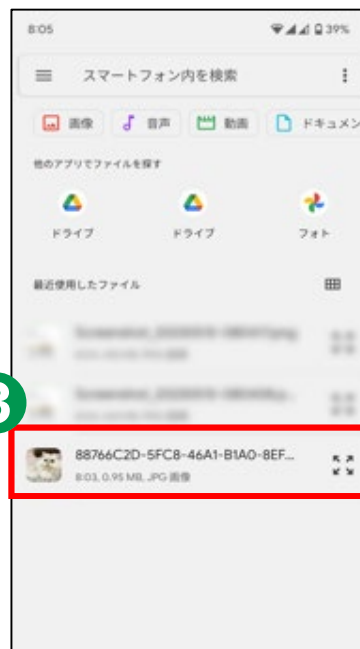 8:05
39%
スマートフォン内を検索
画像
音声
動画
ドキュメン
他のアプリでファイルを探す
ドライブ
ドライブ
フォト
最近使用したファイル
3
88766C2D-5FC8-46A1-B1A0-8EF...
8:03, 0.95 MB, JPG 画像